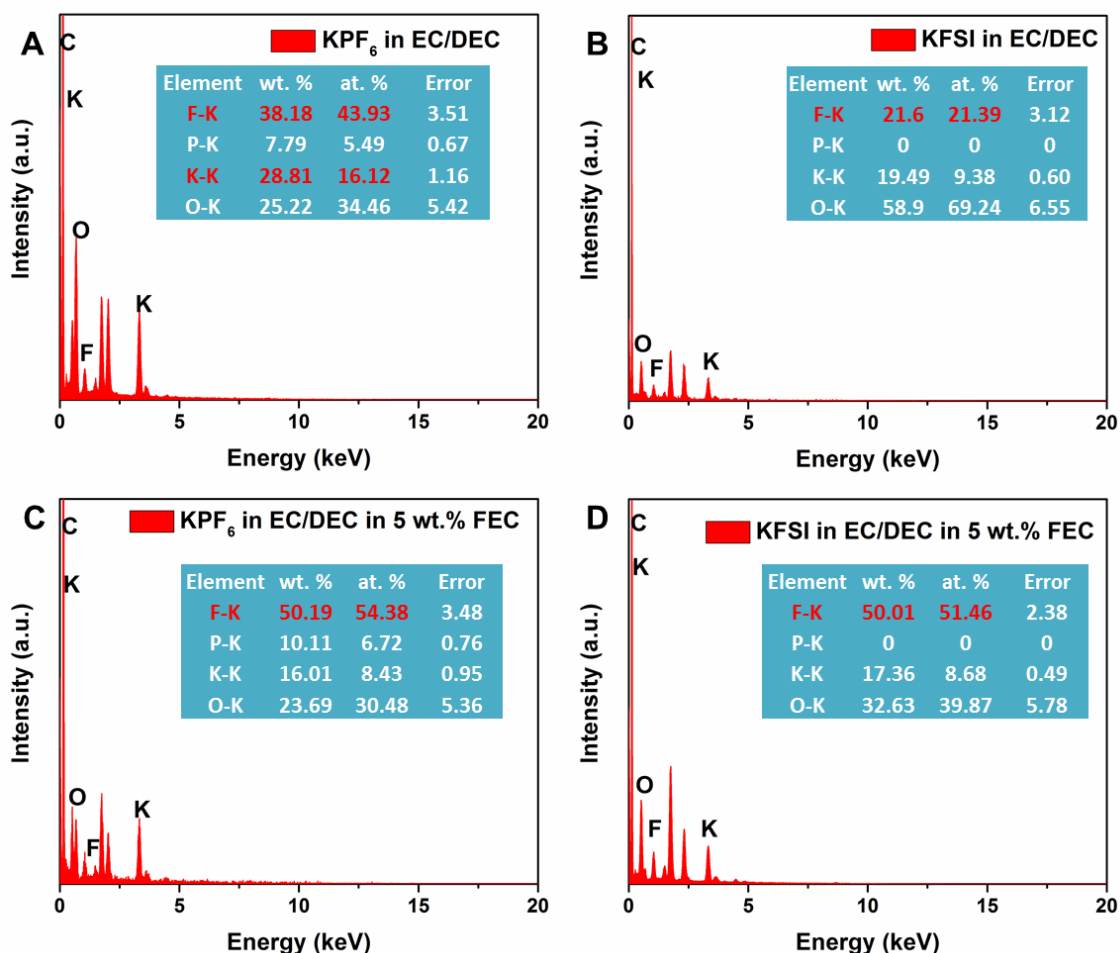 A
KPF6 in EC/DEC
C
K
O
F
K
Element wt. % at. % Error
F-K 38.18 43.93 3.51
P-K 7.79 5.49 0.67
K-K 28.81 16.12 1.16
O-K 25.22 34.46 5.42
Intensity (a.u.)
0 5 10 15 20
Energy (keV)
B
KFSI in EC/DEC
C
K
O
F
K
Element wt. % at. % Error
F-K 21.6 21.39 3.12
P-K 0 0 0
K-K 19.49 9.38 0.60
O-K 58.9 69.24 6.55
Intensity (a.u.)
0 5 10 15 20
Energy (keV)
C
KPF6 in EC/DEC in 5 wt.% FEC
C
K
O
F
K
Element wt. % at. % Error
F-K 50.19 54.38 3.48
P-K 10.11 6.72 0.76
K-K 16.01 8.43 0.95
O-K 23.69 30.48 5.36
Intensity (a.u.)
0 5 10 15 20
Energy (keV)
D
KFSI in EC/DEC in 5 wt.% FEC
C
K
O
F
K
Element wt. % at. % Error
F-K 50.01 51.46 2.38
P-K 0 0 0
K-K 17.36 8.68 0.49
O-K 32.63 39.87 5.78
Intensity (a.u.)
0 5 10 15 20
Energy (keV)